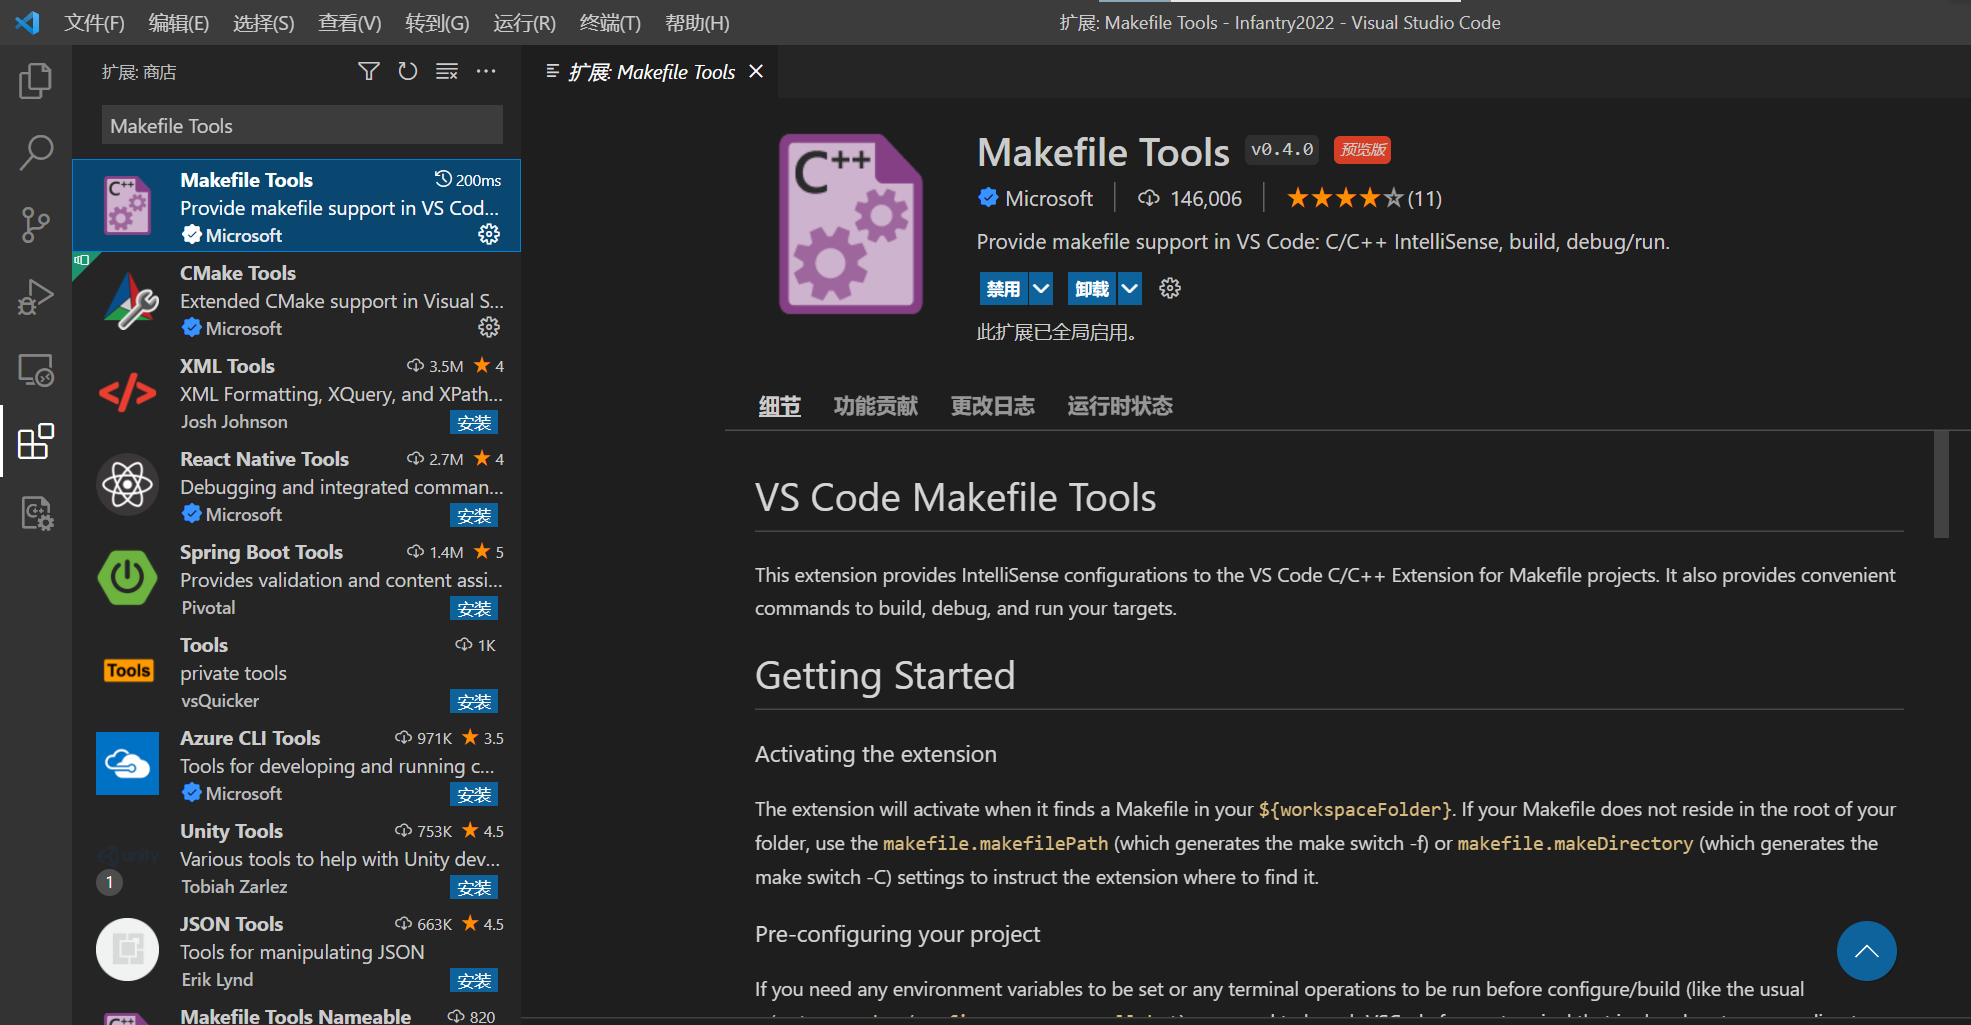 文件(F) 编辑(E) 选择(S) 查看(V) 转到(G) 运行(R) 终端(T) 帮助(H)
扩展: Makefile Tools - Infantry2022 - Visual Studio Code
扩展: 商店
Makefile Tools
Makefile Tools 200ms
Provide makefile support in VS Cod...
Microsoft
CMake Tools
Extended CMake support in Visual S...
Microsoft
XML Tools 3.5M 4
XML Formatting, XQuery, and XPath...
Josh Johnson 安装
React Native Tools 2.7M 4
Debugging and integrated comman...
Microsoft 安装
Spring Boot Tools 1.4M 5
Provides validation and content assi...
Pivotal 安装
Tools 1K
Tools
private tools
vsQuicker 安装
Azure CLI Tools 971K 3.5
Tools for developing and running c...
Microsoft 安装
Unity Tools 753K 4.5
unity
Various tools to help with Unity dev...
1
Tobiah Zarlez 安装
JSON Tools 663K 4.5
Tools for manipulating JSON
Erik Lynd 安装
Makefile Tools Nameable 820
扩展: Makefile Tools
C++
Makefile Tools v0.4.0 预览版
Microsoft 146,006 (11)
Provide makefile support in VS Code: C/C++ IntelliSense, build, debug/run.
禁用 卸载
此扩展已全局启用。
细节 功能贡献 更改日志 运行时状态
VS Code Makefile Tools
This extension provides IntelliSense configurations to the VS Code C/C++ Extension for Makefile projects. It also provides convenient
commands to build, debug, and run your targets.
Getting Started
Activating the extension
The extension will activate when it finds a Makefile in your ${workspaceFolder}. If your Makefile does not reside in the root of your
folder, use the makefile.makefilePath (which generates the make switch -f) or makefile.makeDirectory (which generates the
make switch -C) settings to instruct the extension where to find it.
Pre-configuring your project
If you need any environment variables to be set or any terminal operations to be run before configure/build (like the usual